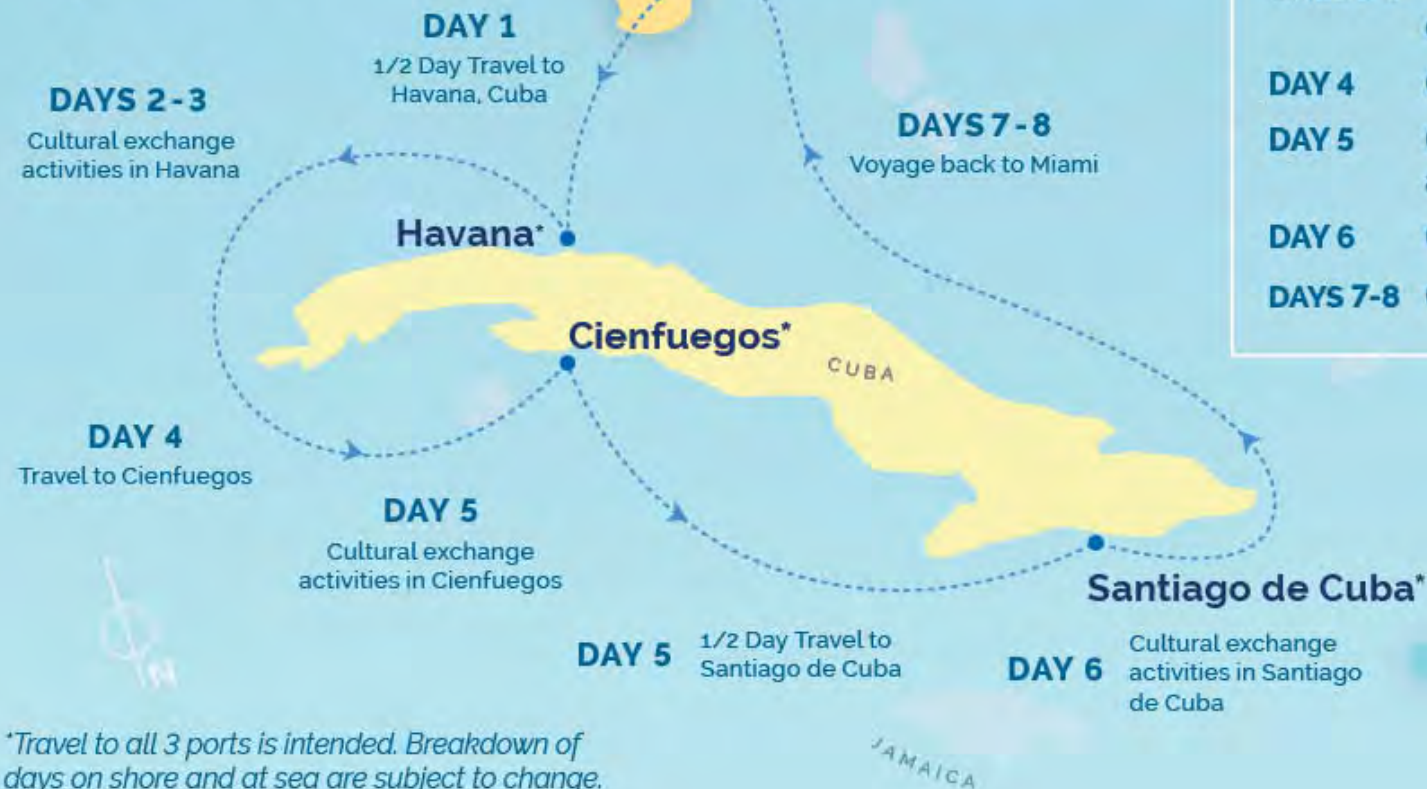 DAY 1
1/2 Day Travel to
Havana, Cuba
DAYS 2-3
Cultural exchange
activities in Havana
DAYS 7-8
Voyage back to Miami
DAY 4
DAY 5
DAY 6
DAYS 7-8
Havana*
Cienfuegos*
CUBA
DAY 4
Travel to Cienfuegos
DAY 5
Cultural exchange
activities in Cienfuegos
Santiago de Cuba*
DAY 5
1/2 Day Travel to
Santiago de Cuba
DAY 6
Cultural exchange
activities in Santiago
de Cuba
N
*Travel to all 3 ports is intended. Breakdown of
days on shore and at sea are subject to change.
JAMAICA